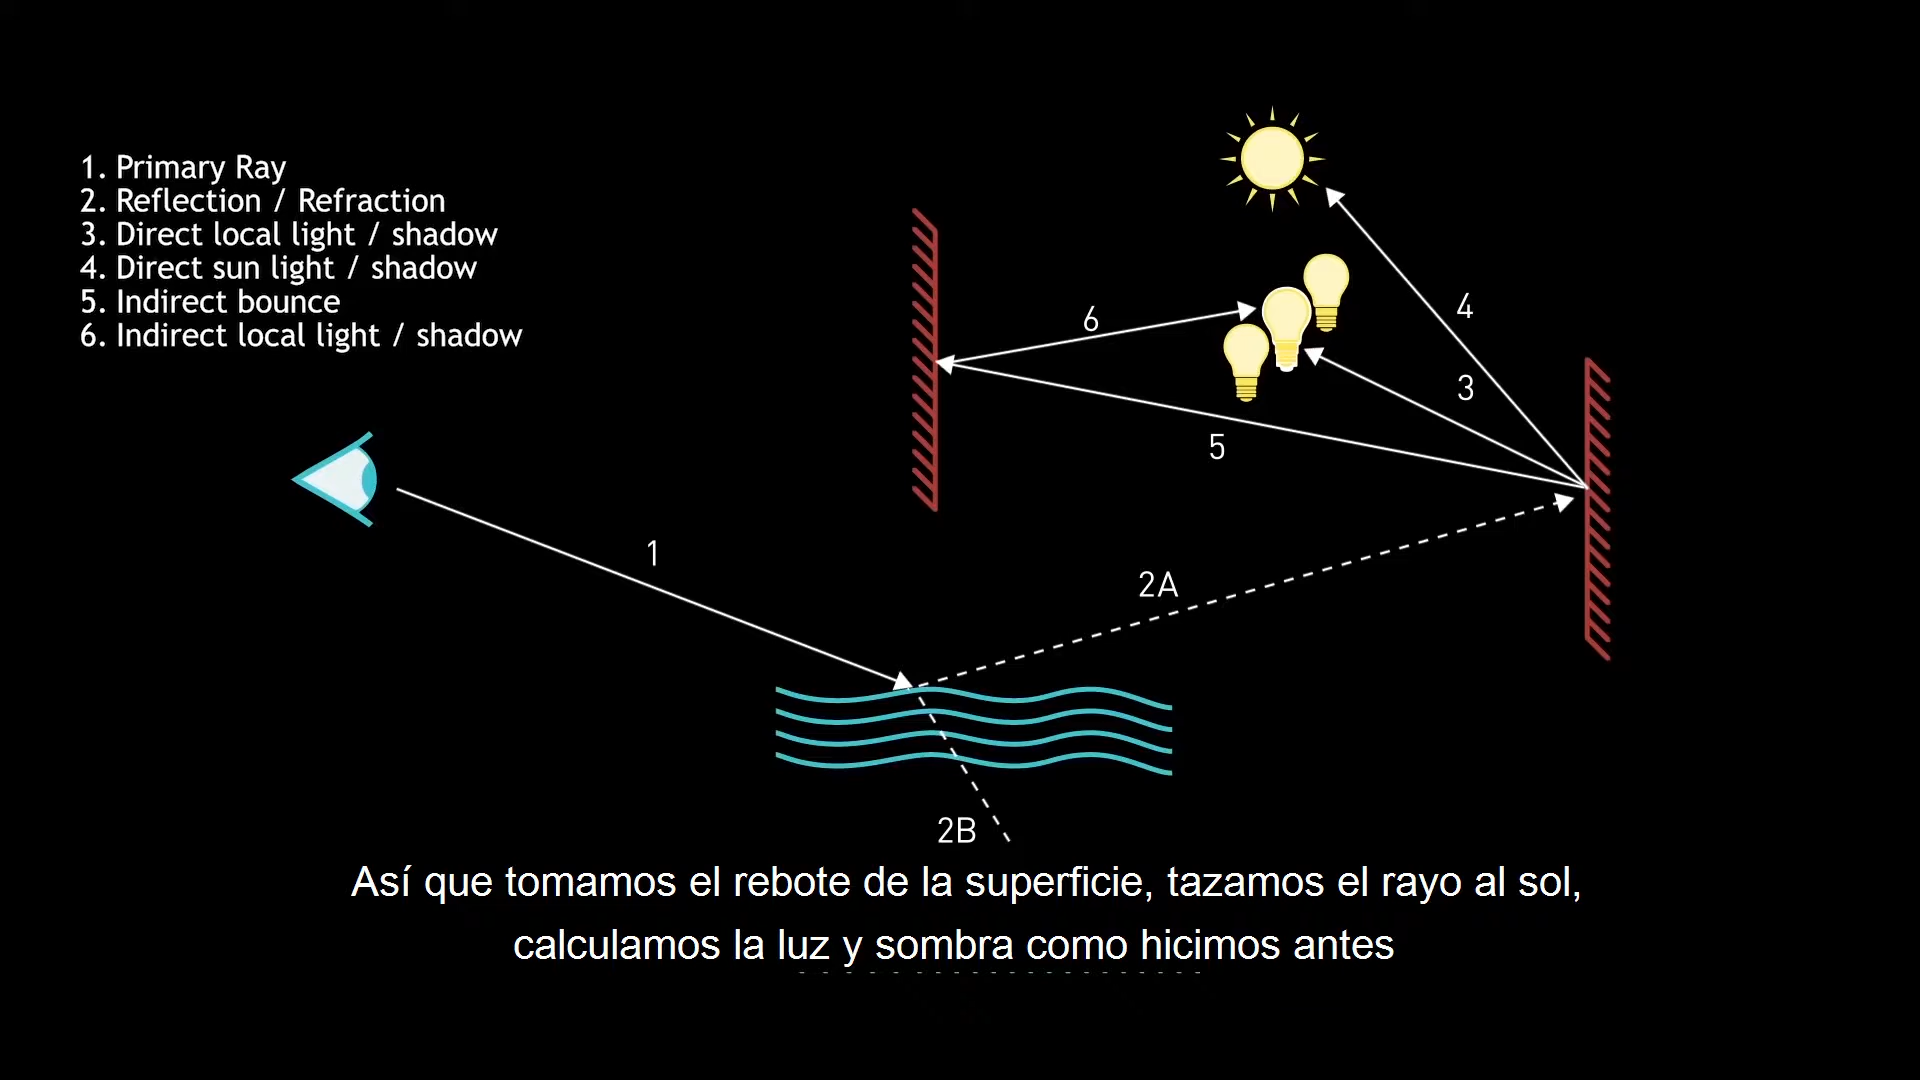 1. Primary Ray
2. Reflection / Refraction
3. Direct local light / shadow
4. Direct sun light / shadow
5. Indirect bounce
6. Indirect local light / shadow
6
4
3
5
1
2A
2B
Así que tomamos el rebote de la superficie, tazamos el rayo al sol,
calculamos la luz y sombra como hicimos antes